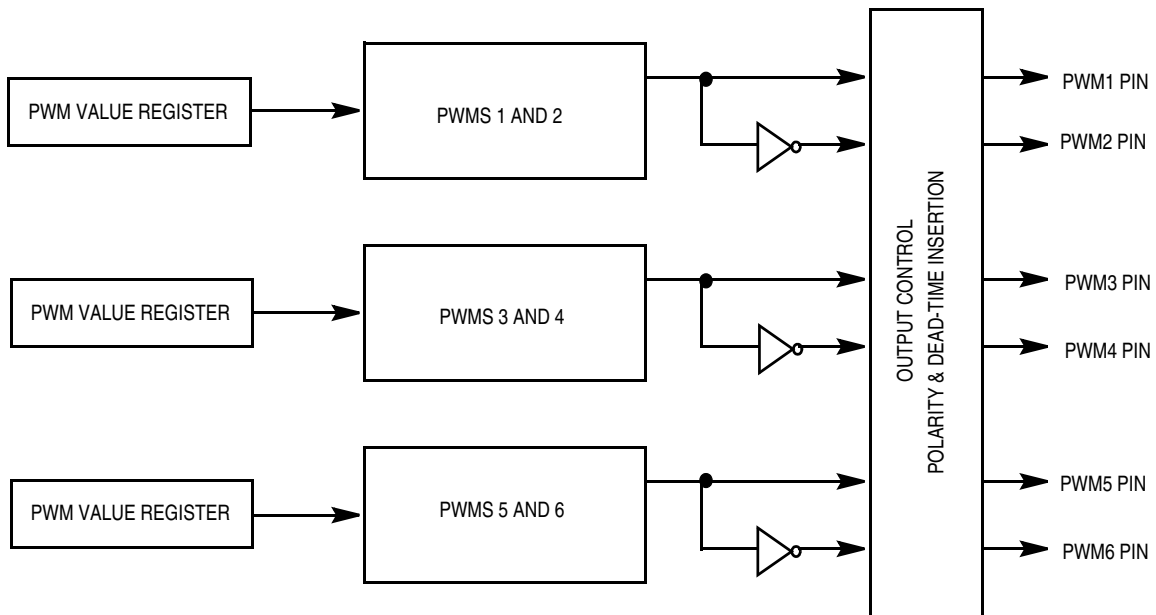 PWM VALUE REGISTER
PWMS 1 AND 2
PWM1 PIN
PWM2 PIN
PWM VALUE REGISTER
PWMS 3 AND 4
OUTPUT CONTROL
POLARITY & DEAD-TIME INSERTION
PWM3 PIN
PWM4 PIN
PWM VALUE REGISTER
PWMS 5 AND 6
PWM5 PIN
PWM6 PIN